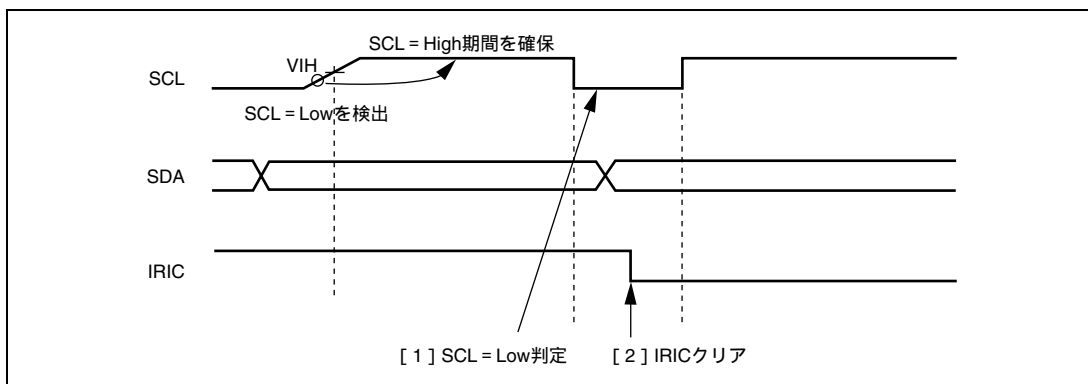 SCL = High期間を確保
VIH
SCL
SCL = Lowを検出
SDA
IRIC
[ 1 ] SCL = Low判定
[ 2 ] IRICクリア